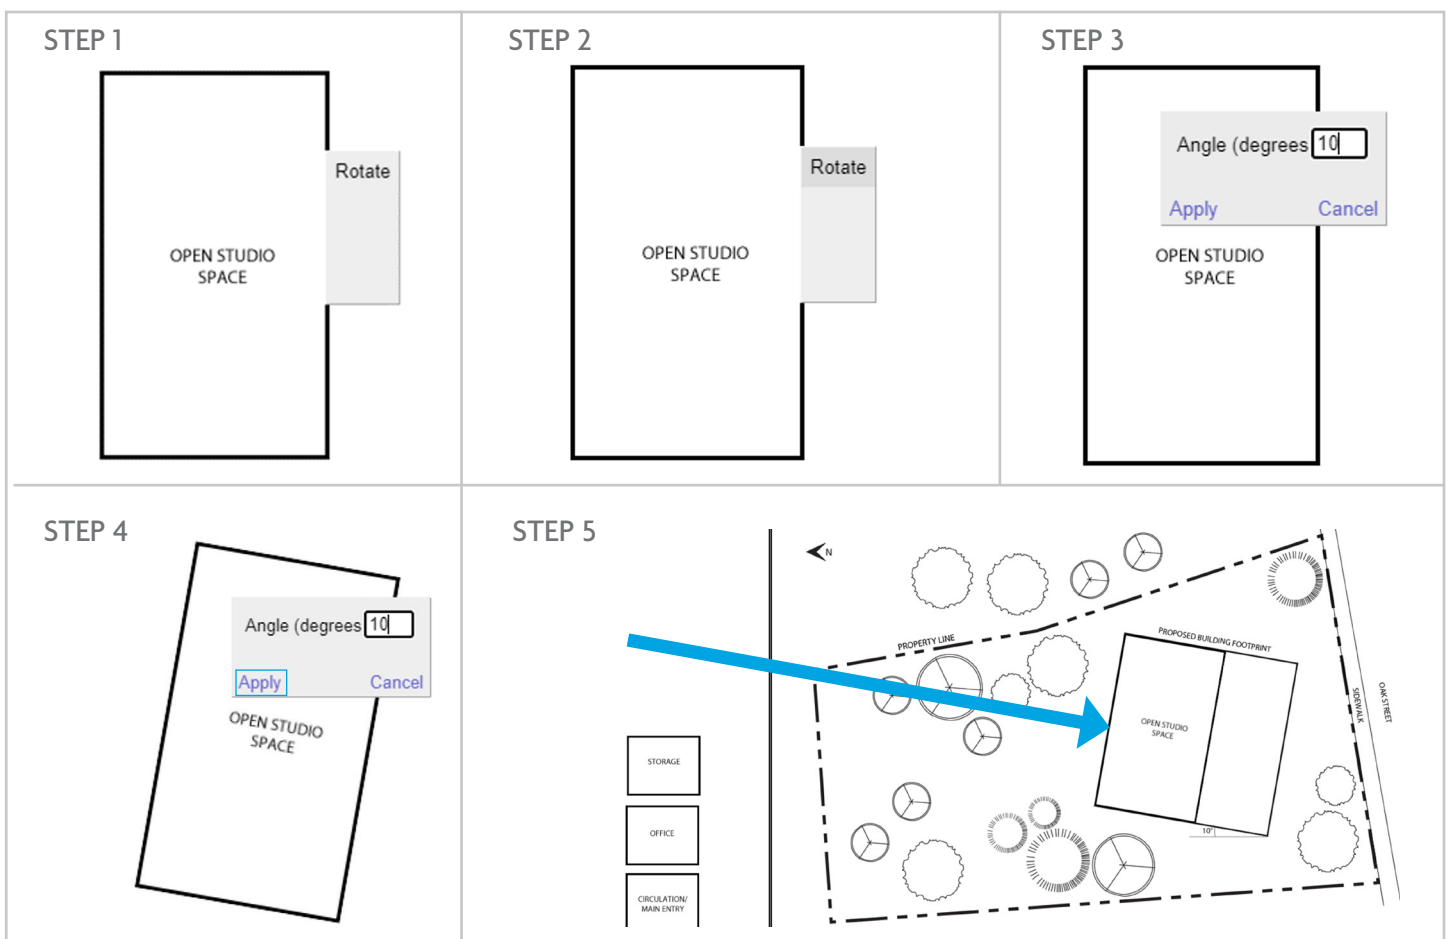 STEP 1
Rotate
OPEN STUDIO
SPACE
STEP 2
Rotate
OPEN STUDIO
SPACE
STEP 3
Angle (degrees 10
Apply Cancel
OPEN STUDIO
SPACE
STEP 4
Angle (degrees 10
Apply Cancel
OPEN STUDIO
SPACE
STEP 5
N
PROPERTY LINE
PROPOSED BUILDING FOOTPRINT
OAK STREET
SIDEWALK
OPEN STUDIO
SPACE
10°
STORAGE
OFFICE
CIRCULATION/
MAIN ENTRY